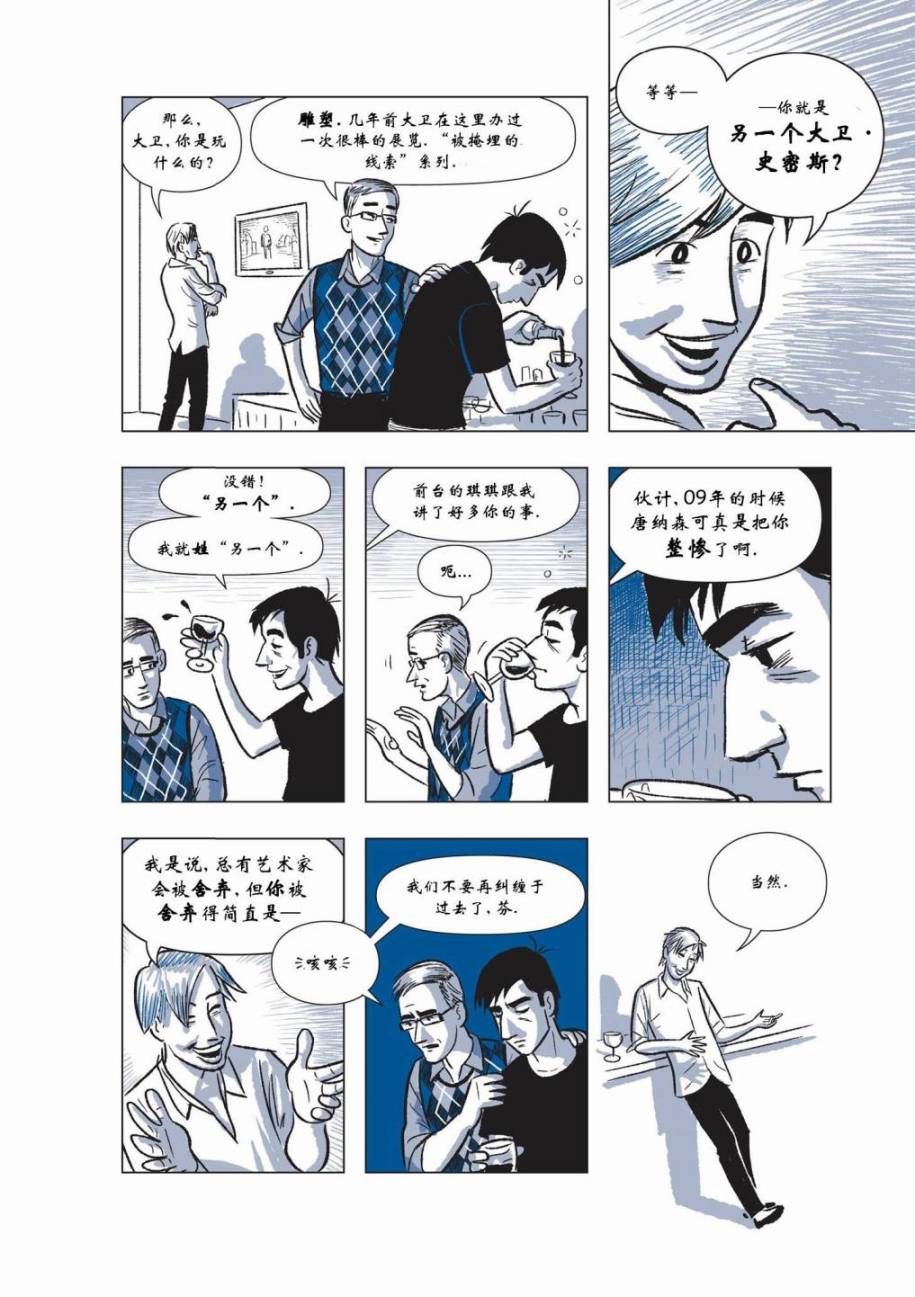 那么,
大卫,你是玩
什么的?
雕塑. 几年前大卫在这里办过
一次很棒的展览. “被掩埋的
线索” 系列.
等等—
—你就是
另一个大卫·
史密斯?
没错!
“另一个”.
我就姓“另一个”.
前台的琪琪跟我
讲了好多你的事.
呃...
伙计, 09年的时候
唐纳森可真是把你
整惨了啊.
我是说, 总有艺术家
会被舍弃, 但你被
舍弃得简直是—
咳咳
我们不要再纠缠于
过去了, 芬.
当然.